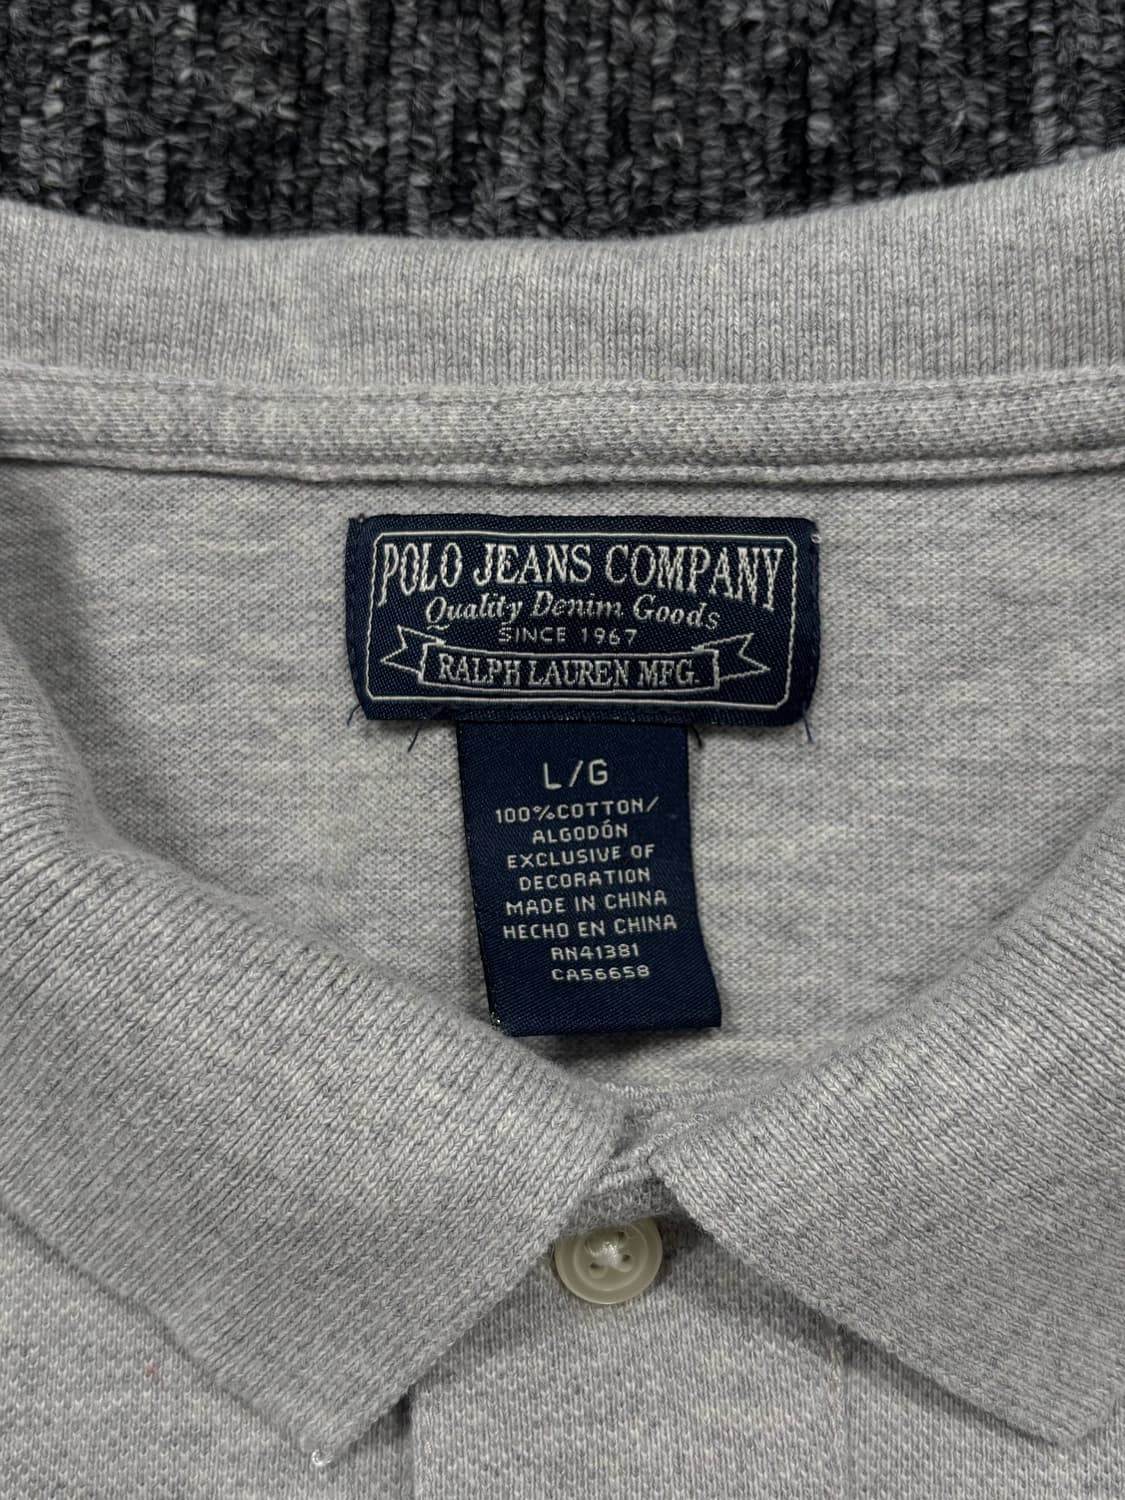 POLO JEANS COMPANY
Quality Denim Goods
SINCE 1967
RALPH LAUREN MFG.
L/G
100%COTTON/
ALGODÓN
EXCLUSIVE OF
DECORATION
MADE IN CHINA
HECHO EN CHINA
RN41381
CA56658